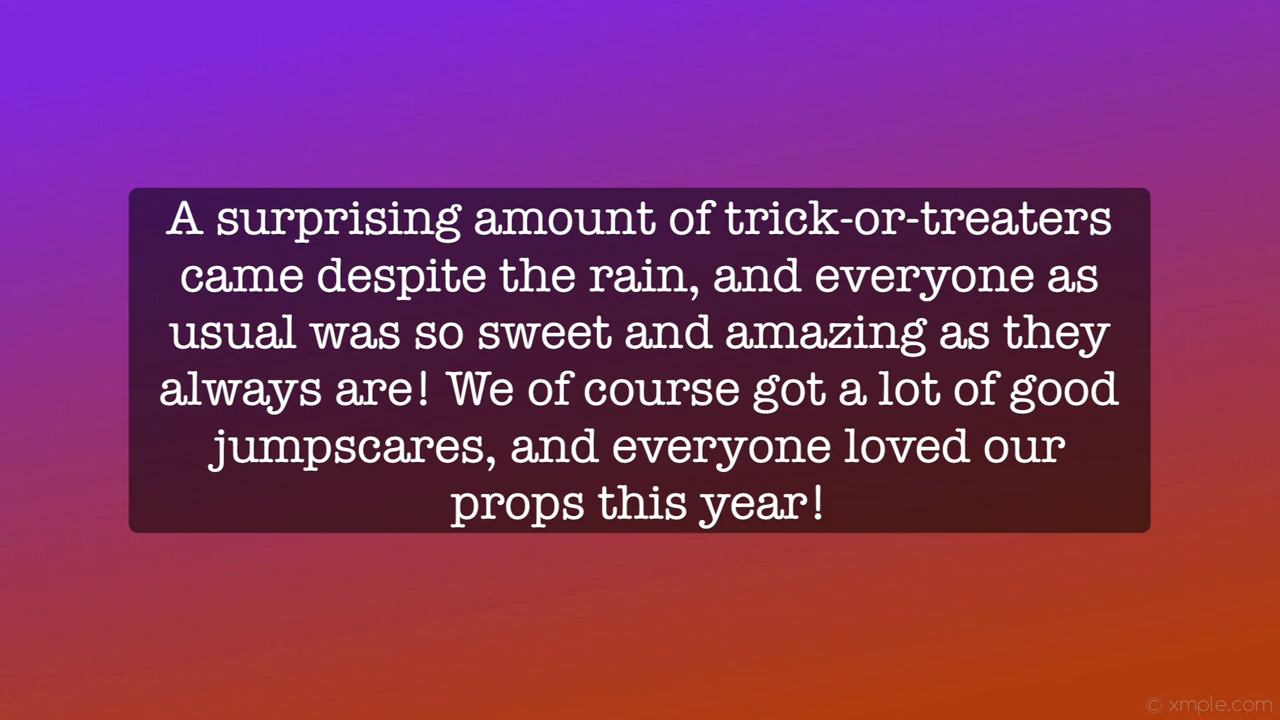 A surprising amount of trick-or-treaters
came despite the rain, and everyone as
usual was so sweet and amazing as they
always are! We of course got a lot of good
jumpscares, and everyone loved our
props this year!
© xmple.com